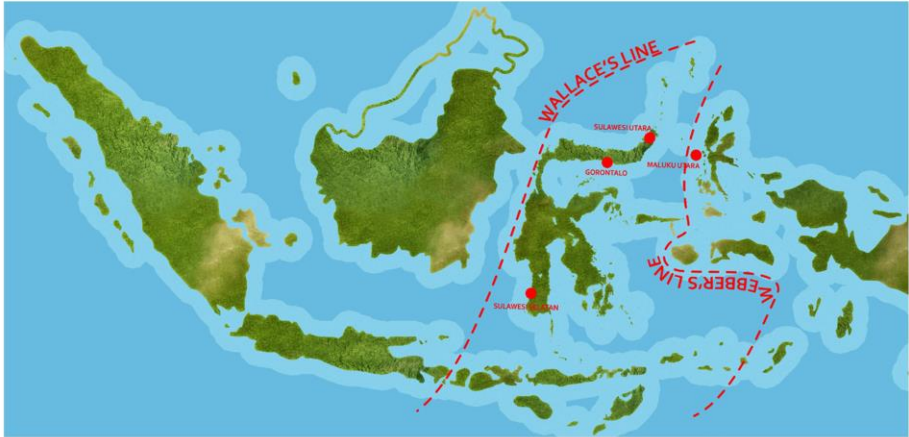 WALLACE'S LINE
SULAWESI UTARA
GORONTALO
MALUKU UTARA
WEBBER'S LINE
SULAWESI SELATAN